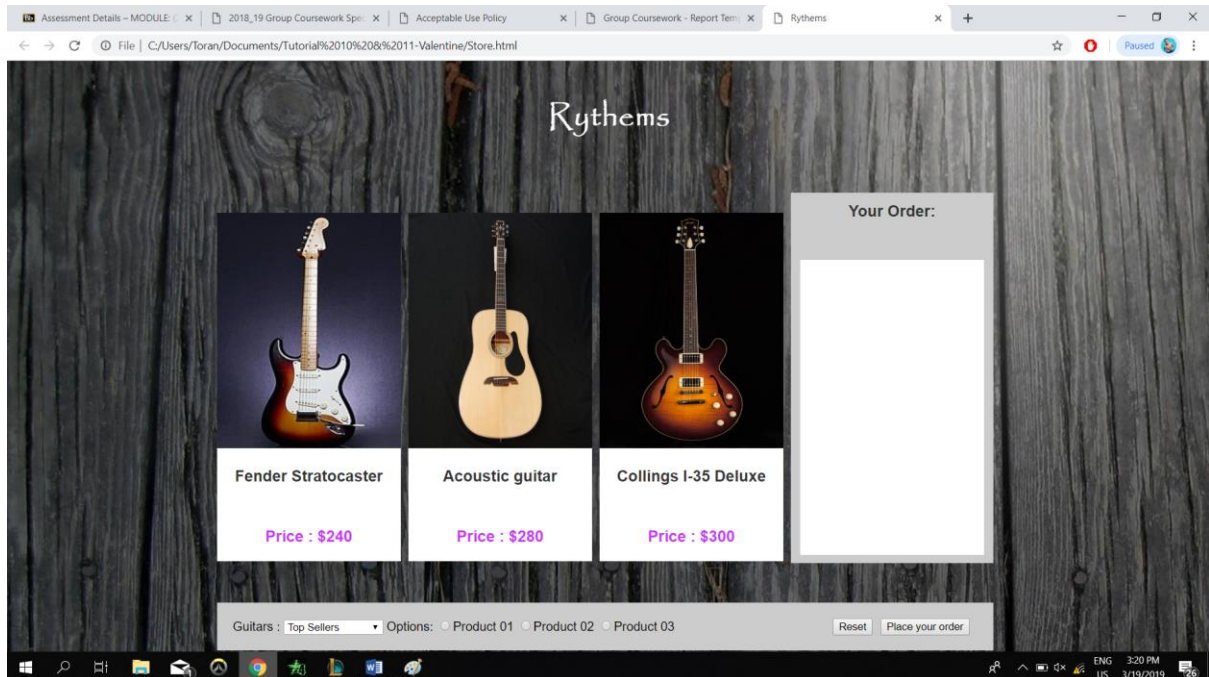 Assessment Details – MODULE: (
2018_19 Group Coursework Spec
Acceptable Use Policy
Group Coursework - Report Tem
Rythems
File | C:/Users/Toran/Documents/Tutorial%2010%20&%2011-Valentine/Store.html
Paused
Rythems
Your Order:
Fender Stratocaster
Acoustic guitar
Collings I-35 Deluxe
Price : $240
Price : $280
Price : $300
Guitars : Top Sellers Options: Product 01 Product 02 Product 03 Reset Place your order
ENG 3:20 PM
US 3/19/2019
26